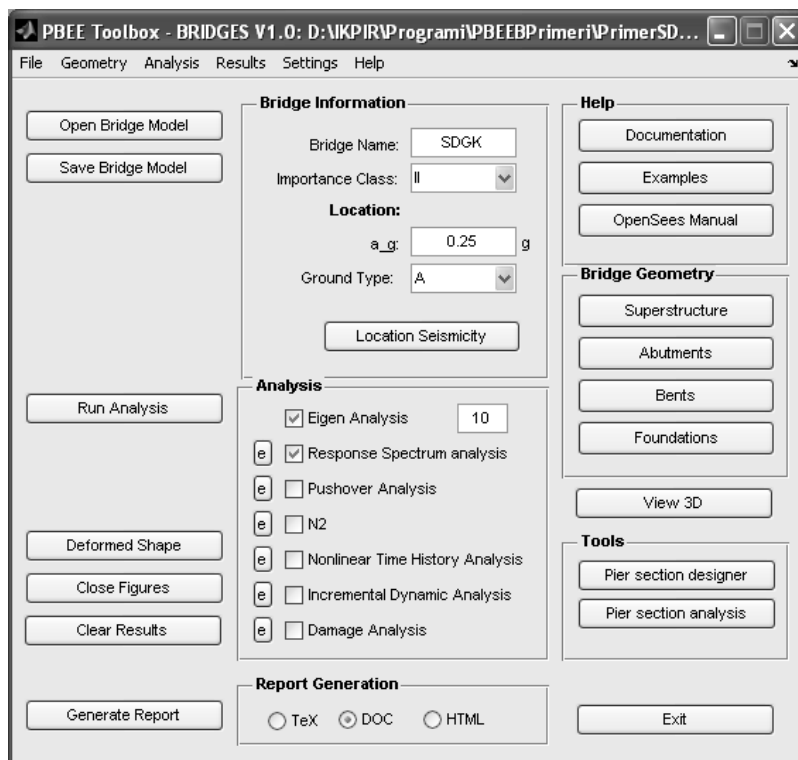 PBEE Toolbox - BRIDGES V1.0: D:\IKPIR\Programi\PBEEBPrimeri\PrimerSD...
File Geometry Analysis Results Settings Help
Open Bridge Model
Save Bridge Model
Run Analysis
Deformed Shape
Close Figures
Clear Results
Generate Report
Bridge Information
Bridge Name: SDGK
Importance Class: II
Location:
a_g: 0.25 g
Ground Type: A
Location Seismicity
Analysis
Eigen Analysis 10
e Response Spectrum analysis
e Pushover Analysis
e N2
e Nonlinear Time History Analysis
e Incremental Dynamic Analysis
e Damage Analysis
Report Generation
TeX DOC HTML
Help
Documentation
Examples
OpenSees Manual
Bridge Geometry
Superstructure
Abutments
Bents
Foundations
View 3D
Tools
Pier section designer
Pier section analysis
Exit